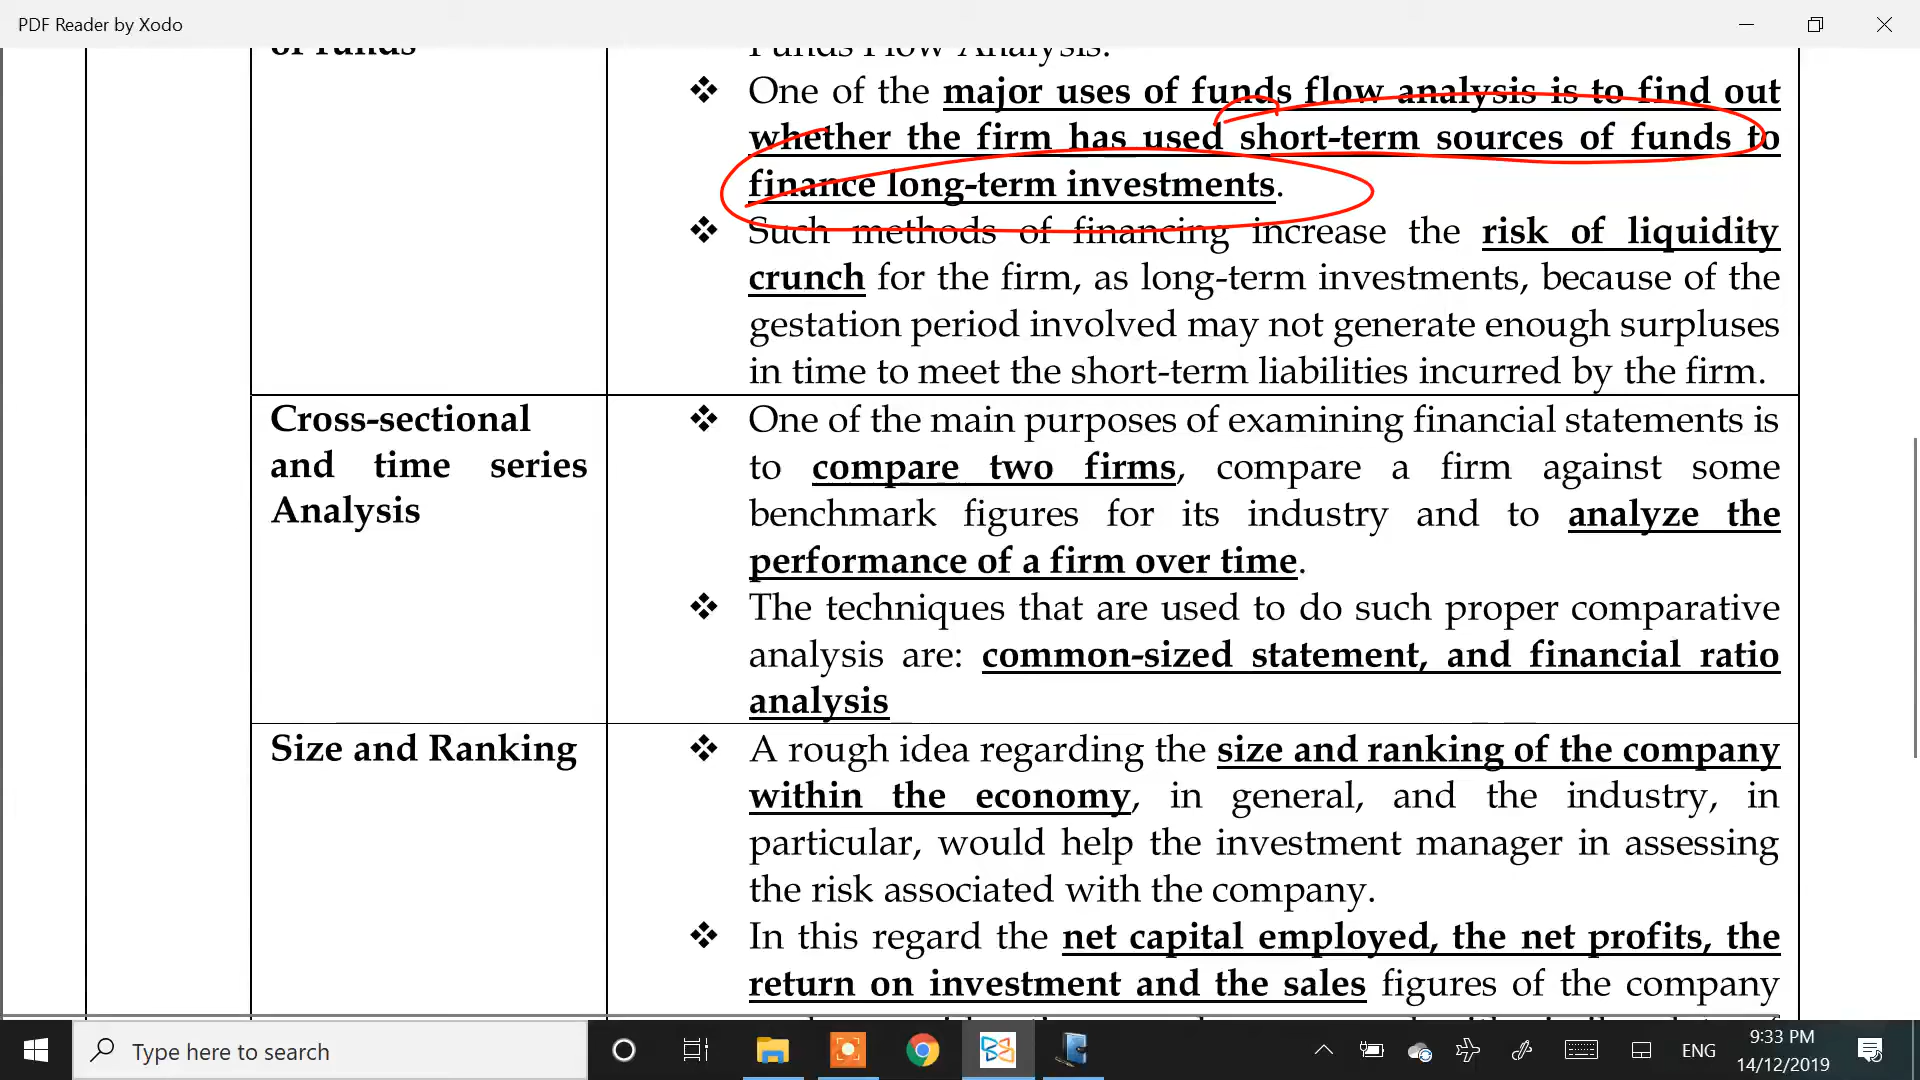 PDF Reader by Xodo
of funds
Funds Flow Analysis.
❖ One of the major uses of funds flow analysis is to find out
whether the firm has used short-term sources of funds to
finance long-term investments.
❖ Such methods of financing increase the risk of liquidity
crunch for the firm, as long-term investments, because of the
gestation period involved may not generate enough surpluses
in time to meet the short-term liabilities incurred by the firm.
Cross-sectional
and time series
Analysis
❖ One of the main purposes of examining financial statements is
to compare two firms, compare a firm against some
benchmark figures for its industry and to analyze the
performance of a firm over time.
❖ The techniques that are used to do such proper comparative
analysis are: common-sized statement, and financial ratio
analysis
Size and Ranking
❖ A rough idea regarding the size and ranking of the company
within the economy, in general, and the industry, in
particular, would help the investment manager in assessing
the risk associated with the company.
❖ In this regard the net capital employed, the net profits, the
return on investment and the sales figures of the company
Type here to search
ENG
9:33 PM
14/12/2019